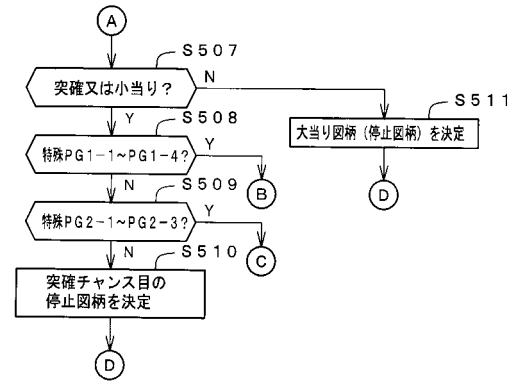 A
S507
突確又は小当り?
N
Y
S511
大当り図柄(停止図柄)を決定
D
S508
特殊PG1-1~PG1-4?
Y
B
N
S509
特殊PG2-1~PG2-3?
Y
C
N
S510
突確チャンス目の
停止図柄を決定
D